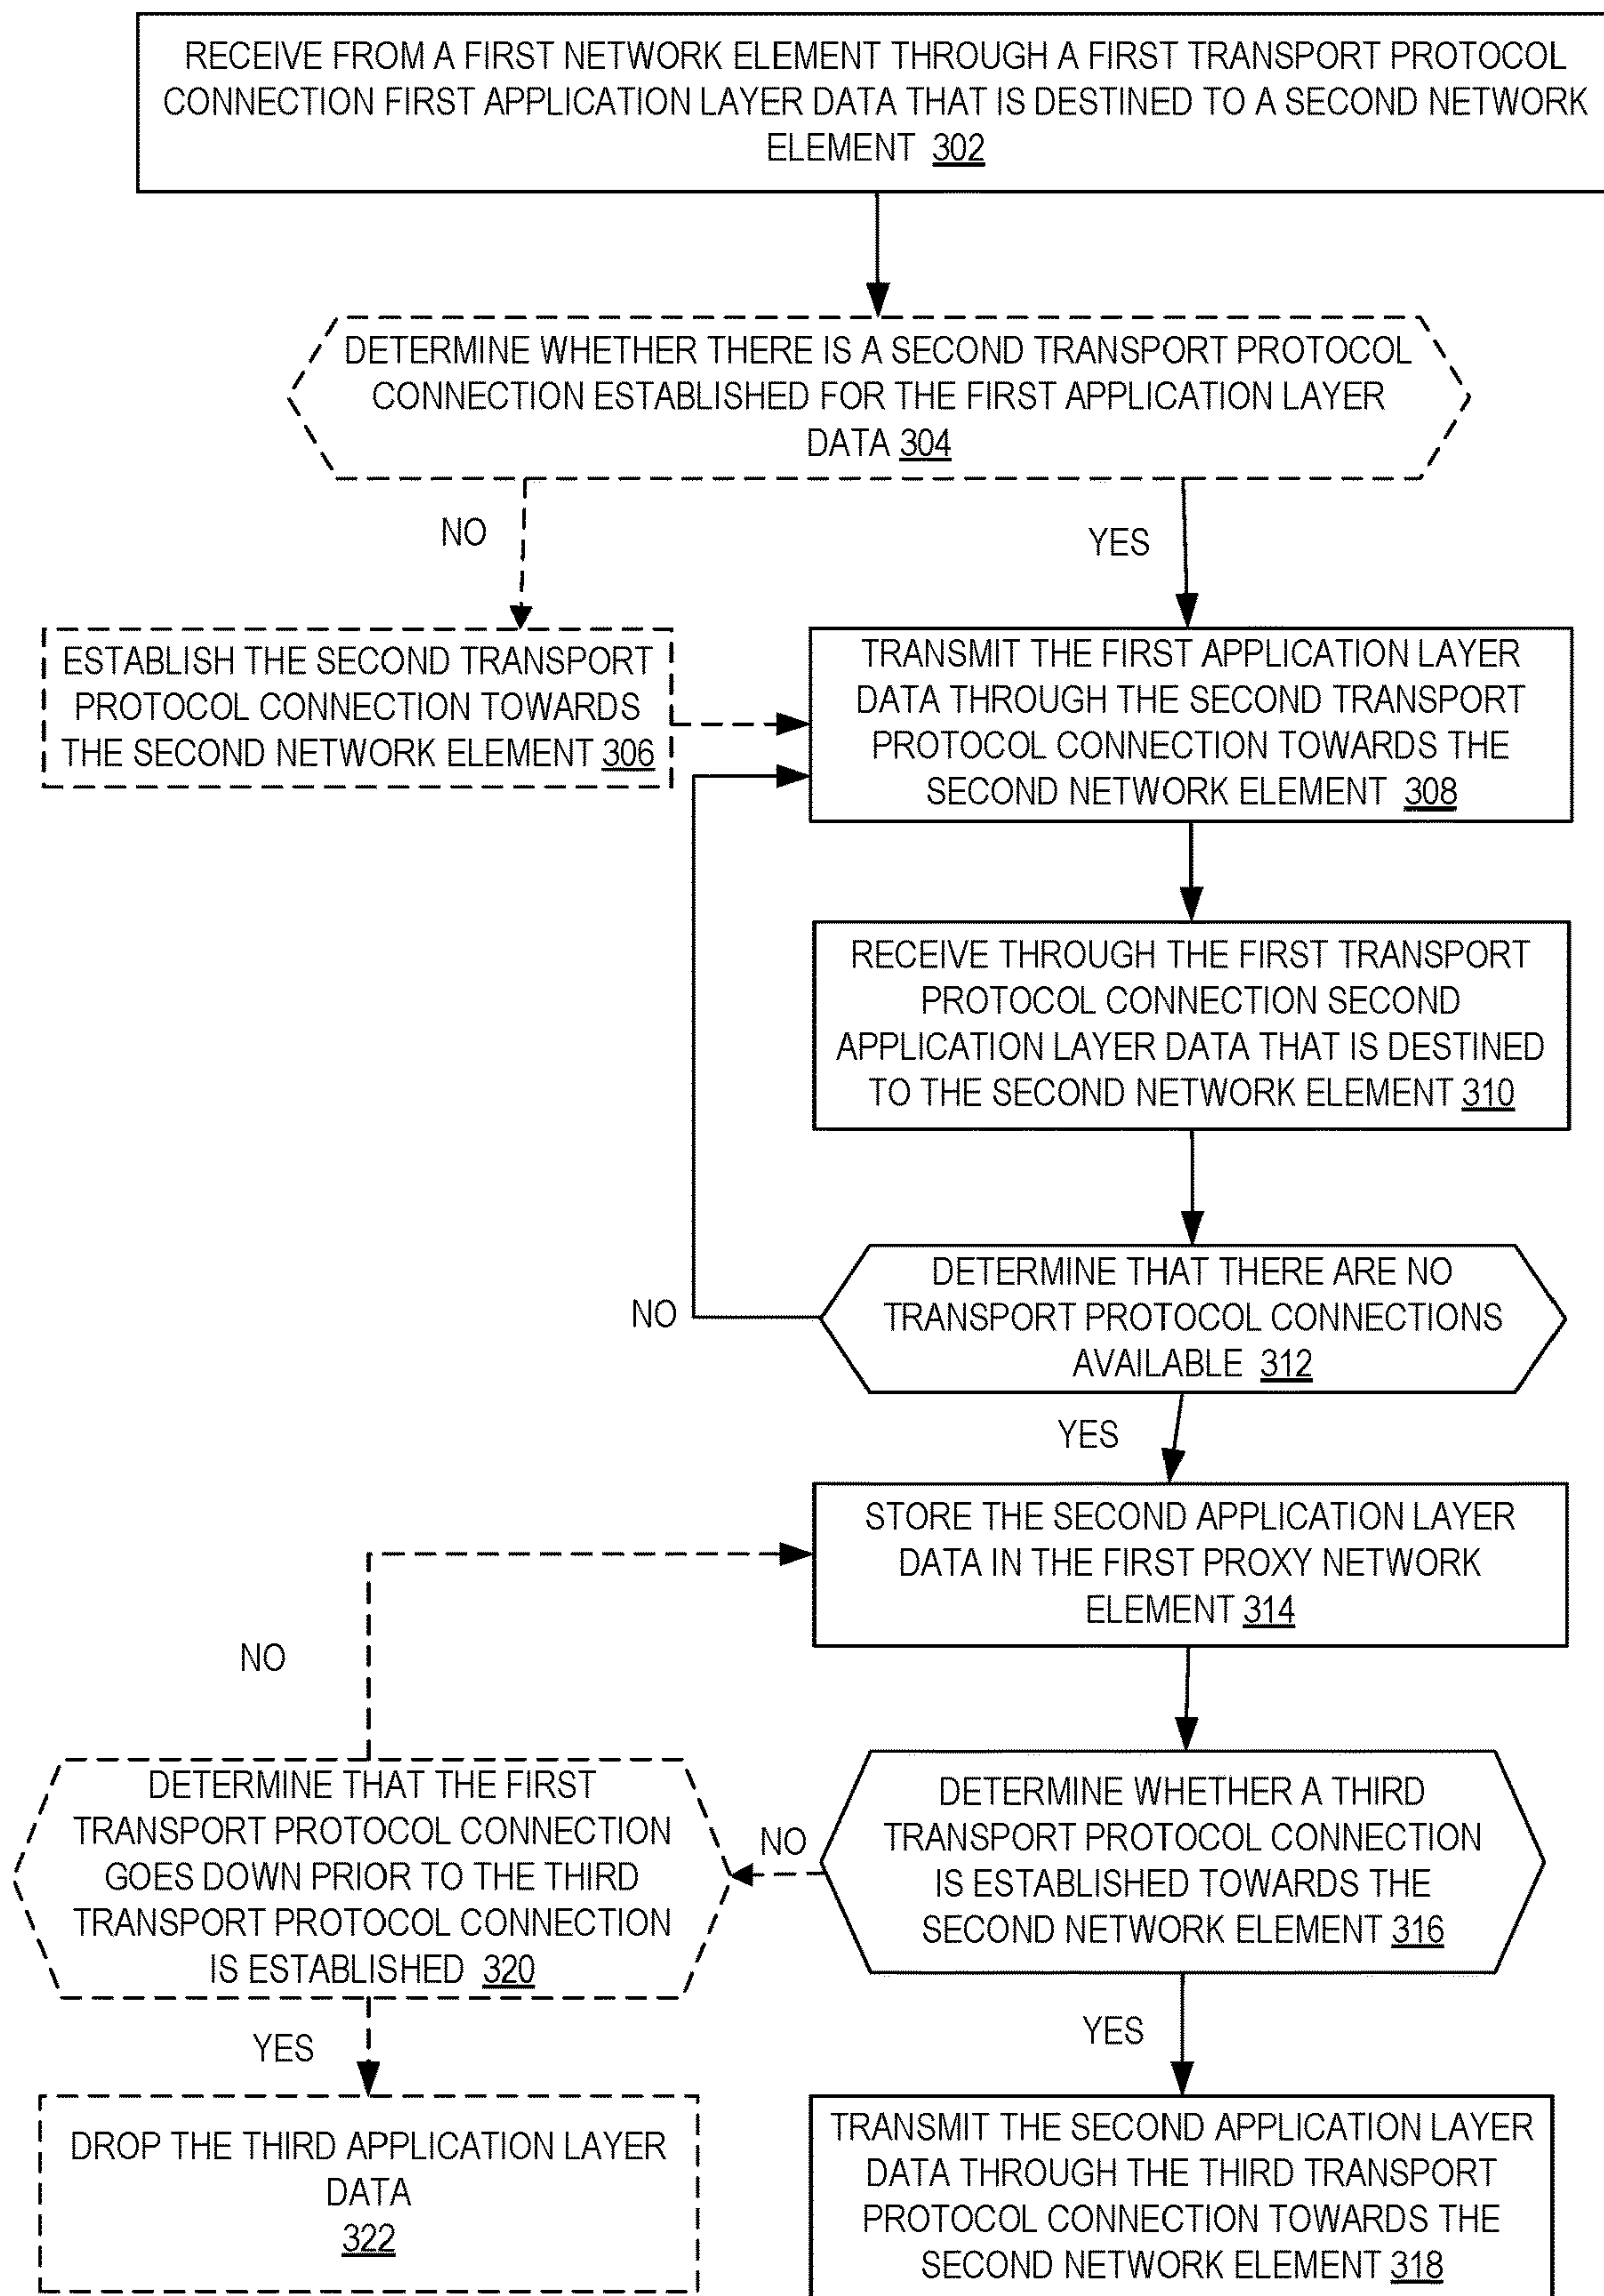 RECEIVE FROM A FIRST NETWORK ELEMENT THROUGH A FIRST TRANSPORT PROTOCOL
CONNECTION FIRST APPLICATION LAYER DATA THAT IS DESTINED TO A SECOND NETWORK
ELEMENT 302
DETERMINE WHETHER THERE IS A SECOND TRANSPORT PROTOCOL
CONNECTION ESTABLISHED FOR THE FIRST APPLICATION LAYER
DATA 304
NO
YES
ESTABLISH THE SECOND TRANSPORT
PROTOCOL CONNECTION TOWARDS
THE SECOND NETWORK ELEMENT 306
TRANSMIT THE FIRST APPLICATION LAYER
DATA THROUGH THE SECOND TRANSPORT
PROTOCOL CONNECTION TOWARDS THE
SECOND NETWORK ELEMENT 308
RECEIVE THROUGH THE FIRST TRANSPORT
PROTOCOL CONNECTION SECOND
APPLICATION LAYER DATA THAT IS DESTINED
TO THE SECOND NETWORK ELEMENT 310
DETERMINE THAT THERE ARE NO
TRANSPORT PROTOCOL CONNECTIONS
AVAILABLE 312
NO
YES
STORE THE SECOND APPLICATION LAYER
DATA IN THE FIRST PROXY NETWORK
ELEMENT 314
NO
DETERMINE WHETHER A THIRD
TRANSPORT PROTOCOL CONNECTION
IS ESTABLISHED TOWARDS THE
SECOND NETWORK ELEMENT 316
NO
DETERMINE THAT THE FIRST
TRANSPORT PROTOCOL CONNECTION
GOES DOWN PRIOR TO THE THIRD
TRANSPORT PROTOCOL CONNECTION
IS ESTABLISHED 320
YES
YES
DROP THE THIRD APPLICATION LAYER
DATA
322
TRANSMIT THE SECOND APPLICATION LAYER
DATA THROUGH THE THIRD TRANSPORT
PROTOCOL CONNECTION TOWARDS THE
SECOND NETWORK ELEMENT 318